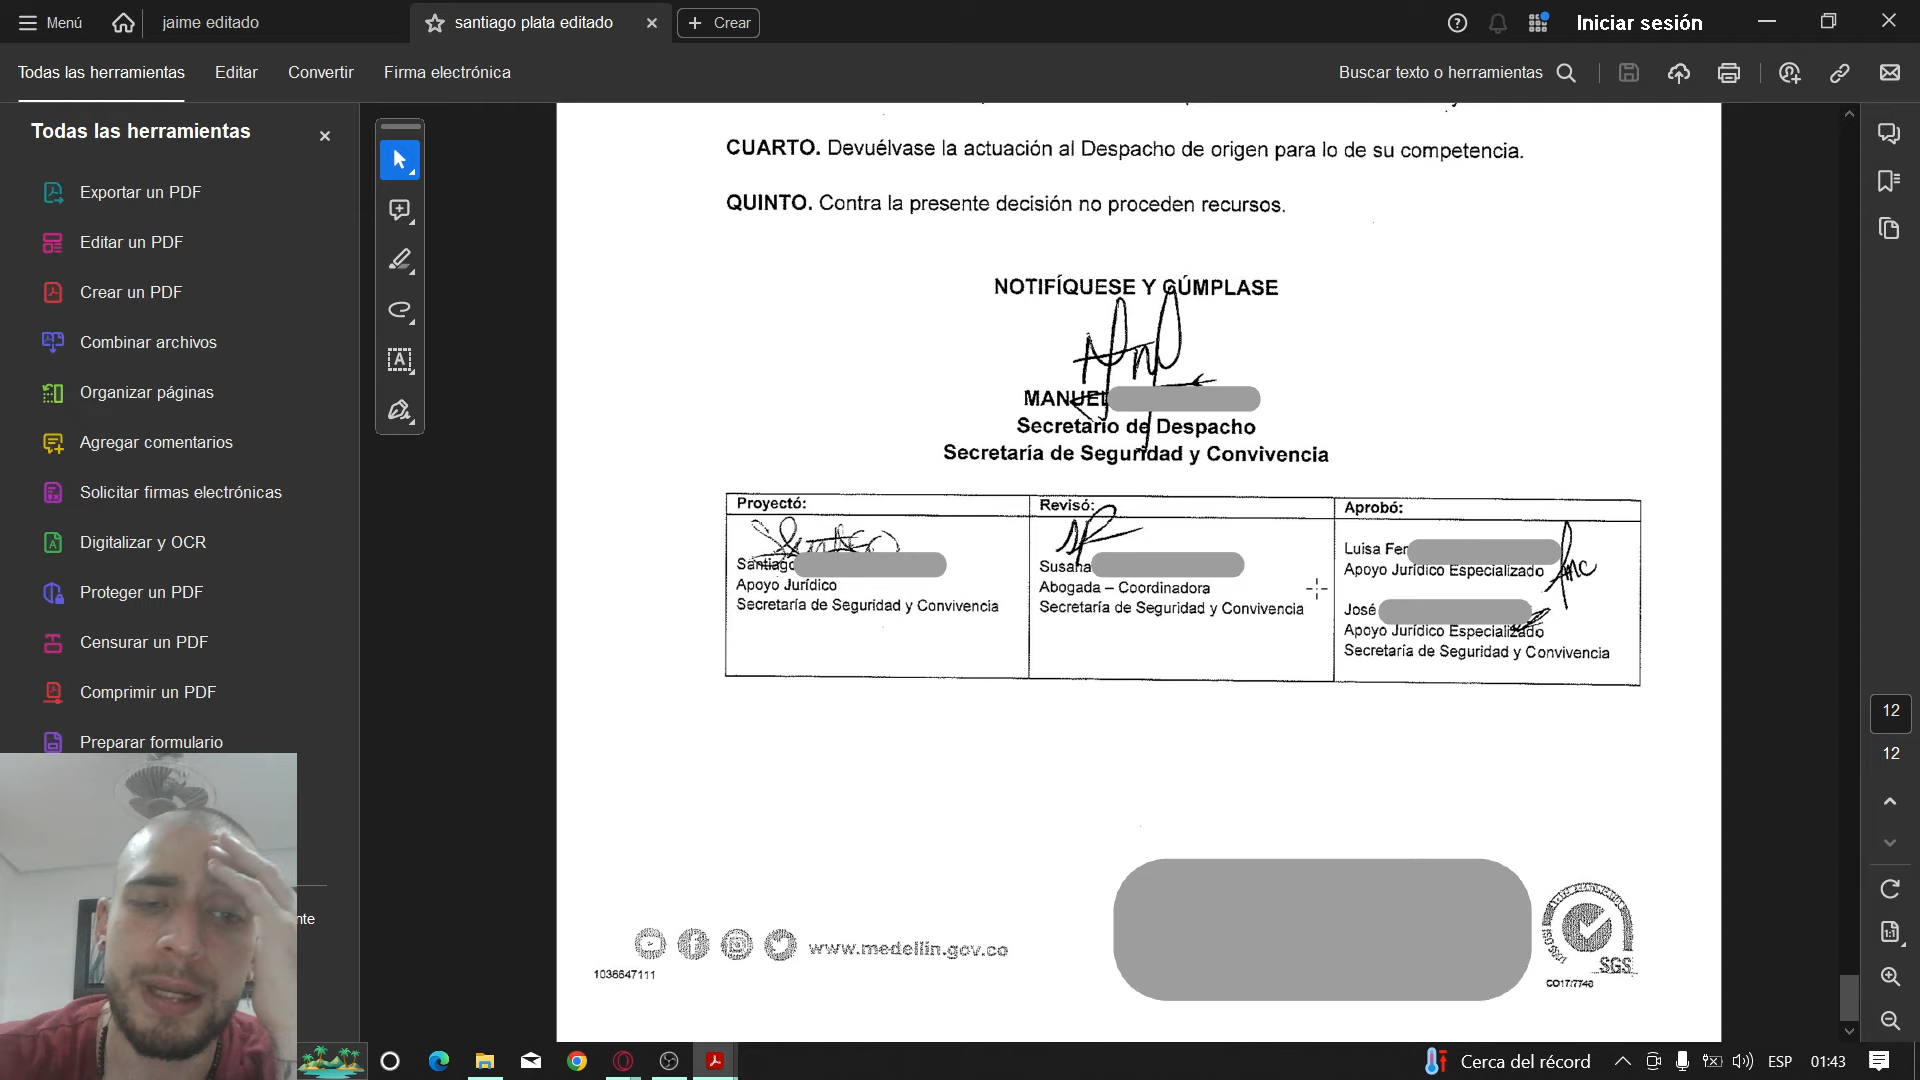 Menú
jaime editado
santiago plata editado
Crear
Iniciar sesión
Todas las herramientas
Editar
Convertir
Firma electrónica
Buscar texto o herramientas
Todas las herramientas
Exportar un PDF
Editar un PDF
Crear un PDF
Combinar archivos
Organizar páginas
Agregar comentarios
Solicitar firmas electrónicas
Digitalizar y OCR
Proteger un PDF
Censurar un PDF
Comprimir un PDF
Preparar formulario
nte
CUARTO. Devuélvase la actuación al Despacho de origen para lo de su competencia.
QUINTO. Contra la presente decisión no proceden recursos.
NOTIFÍQUESE Y CÚMPLASE
MANUEL
Secretario de Despacho
Secretaría de Seguridad y Convivencia
Proyectó:
Santiago
Apoyo Jurídico
Secretaría de Seguridad y Convivencia
Revisó:
Susana
Abogada – Coordinadora
Secretaría de Seguridad y Convivencia
Aprobó:
Luisa Fer
Apoyo Jurídico Especializado
José
Apoyo Jurídico Especializado
Secretaría de Seguridad y Convivencia
www.medellin.gov.co
1036647111
SGS
CO17/7748
12
12
1:1
Cerca del récord
ESP
01:43